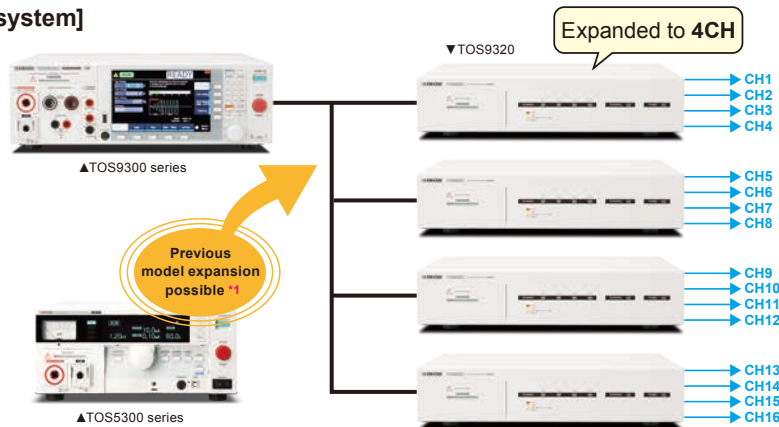 system]
Expanded to 4CH
▼TOS9320
READY
CH1
CH2
CH3
CH4
▲TOS9300 series
CH5
CH6
CH7
CH8
Previous
model expansion
possible *1
CH9
CH10
CH11
CH12
CH13
CH14
CH15
CH16
▲TOS5300 series